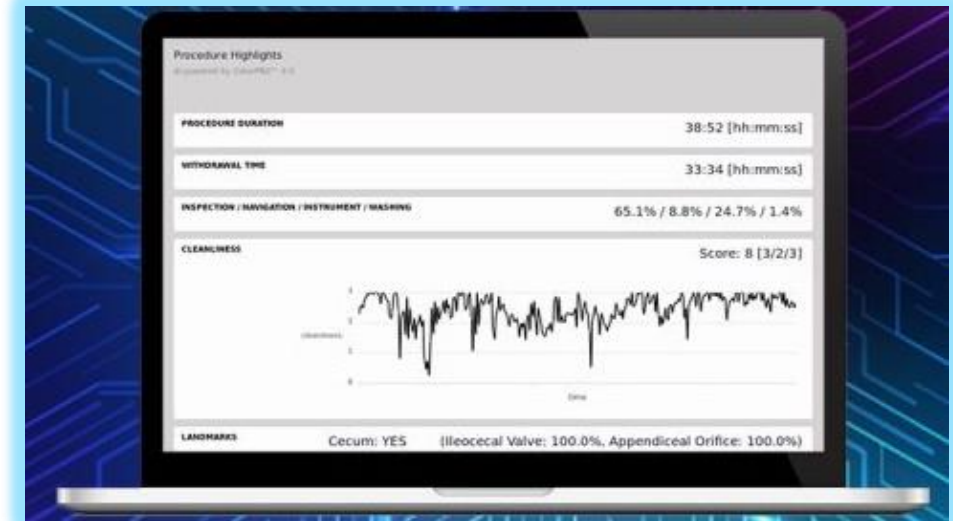 Procedure Highlights
PROCEDURE DURATION
38:52 [hh:mm:ss]
WITHDRAWAL TIME
33:34 [hh:mm:ss]
INSPECTION / NAVIGATION / INSTRUMENT / WASHING
65.1% / 8.8% / 24.7% / 1.4%
CLEANLINESS
Score: 8 [3/2/3]
cleanliness
0
time
LANDMARKS
Cecum: YES (Ileocecal Valve: 100.0%, Appendiceal Orifice: 100.0%)